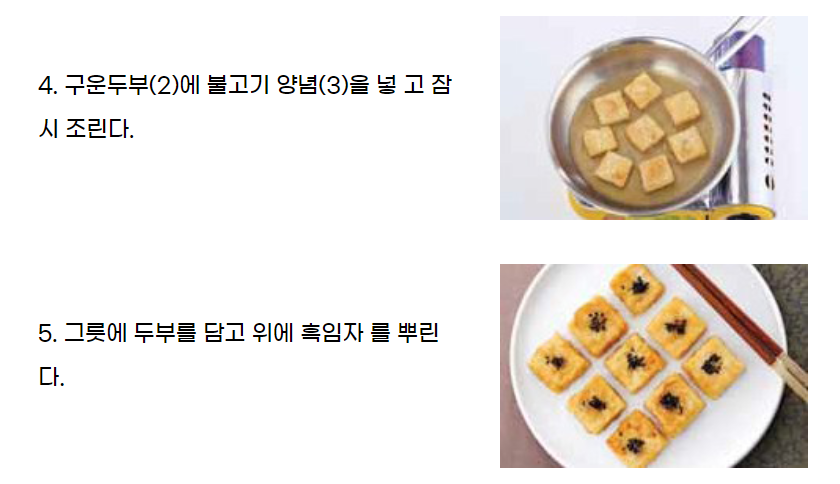 4. 구운두부(2)에 불고기 양념(3)을 넣 고 잠
시 조린다.
5. 그릇에 두부를 담고 위에 흑임자 를 뿌린
다.